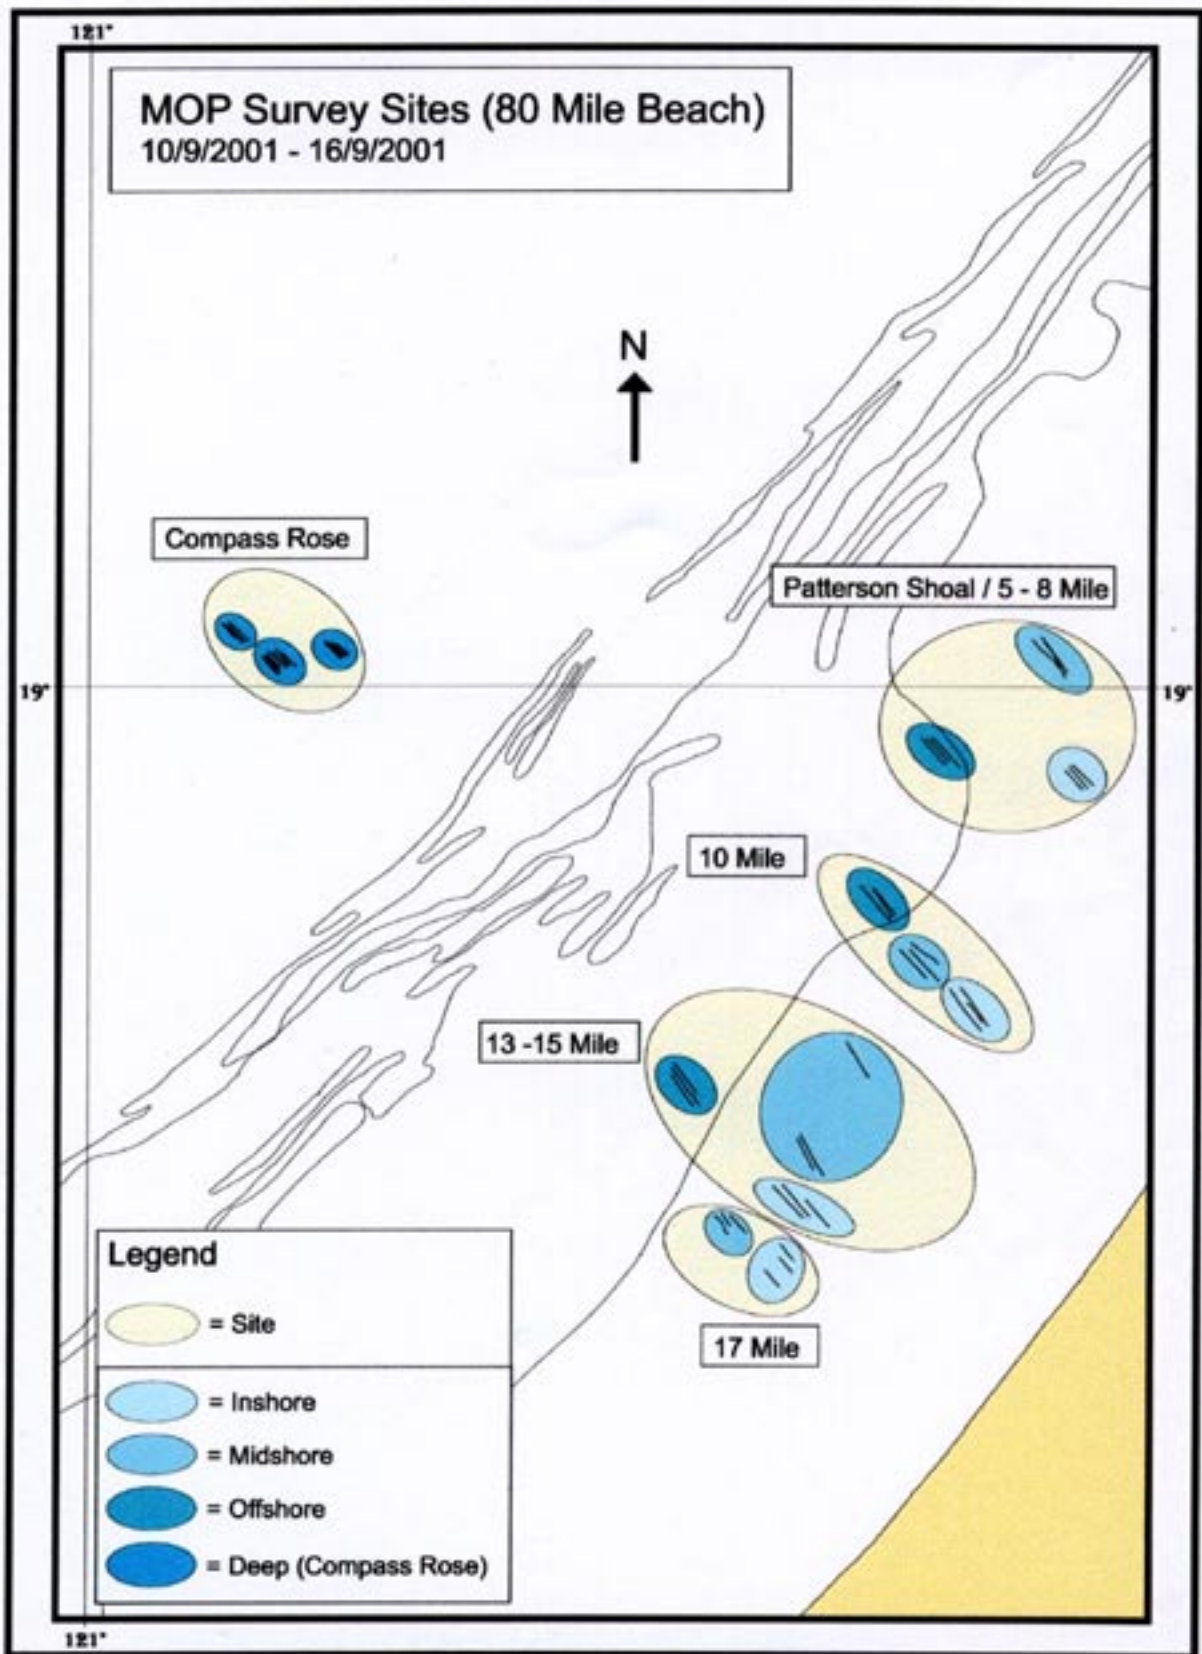 121°
MOP Survey Sites (80 Mile Beach)
10/9/2001 - 16/9/2001
N
Compass Rose
Patterson Shoal / 5 - 8 Mile
19°
19°
10 Mile
13 -15 Mile
17 Mile
Legend
= Site
= Inshore
= Midshore
= Offshore
= Deep (Compass Rose)
121°